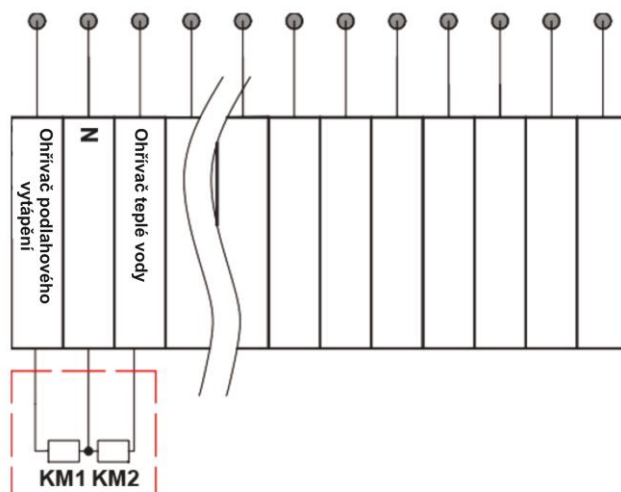 Ohřívač podlahového
vytápění
N
Ohřívač teplé vody
KM1 KM2